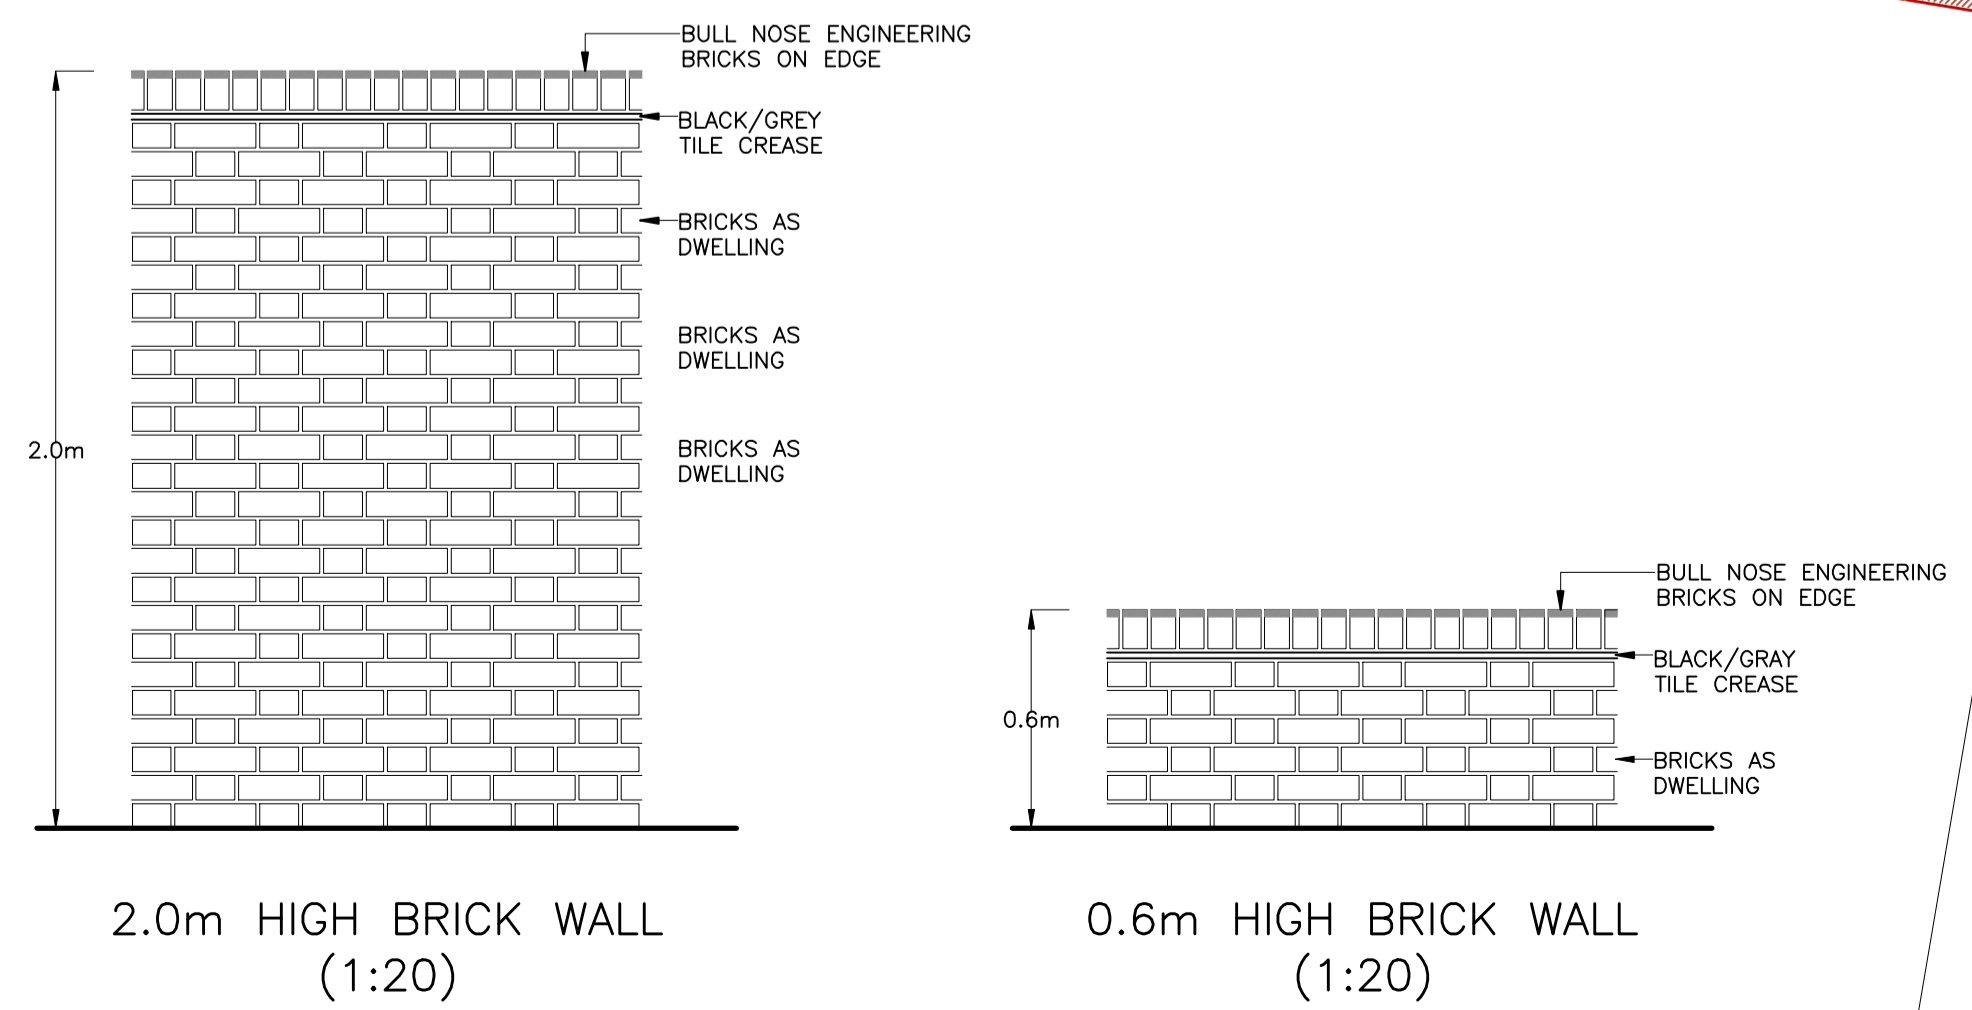 BULL NOSE ENGINEERING
BRICKS ON EDGE
BLACK/GREY
TILE CREASE
BRICKS AS
DWELLING
BRICKS AS
DWELLING
BRICKS AS
DWELLING
2.0m
2.0m HIGH BRICK WALL
(1:20)
BULL NOSE ENGINEERING
BRICKS ON EDGE
BLACK/GRAY
TILE CREASE
0.6m
BRICKS AS
DWELLING
0.6m HIGH BRICK WALL
(1:20)